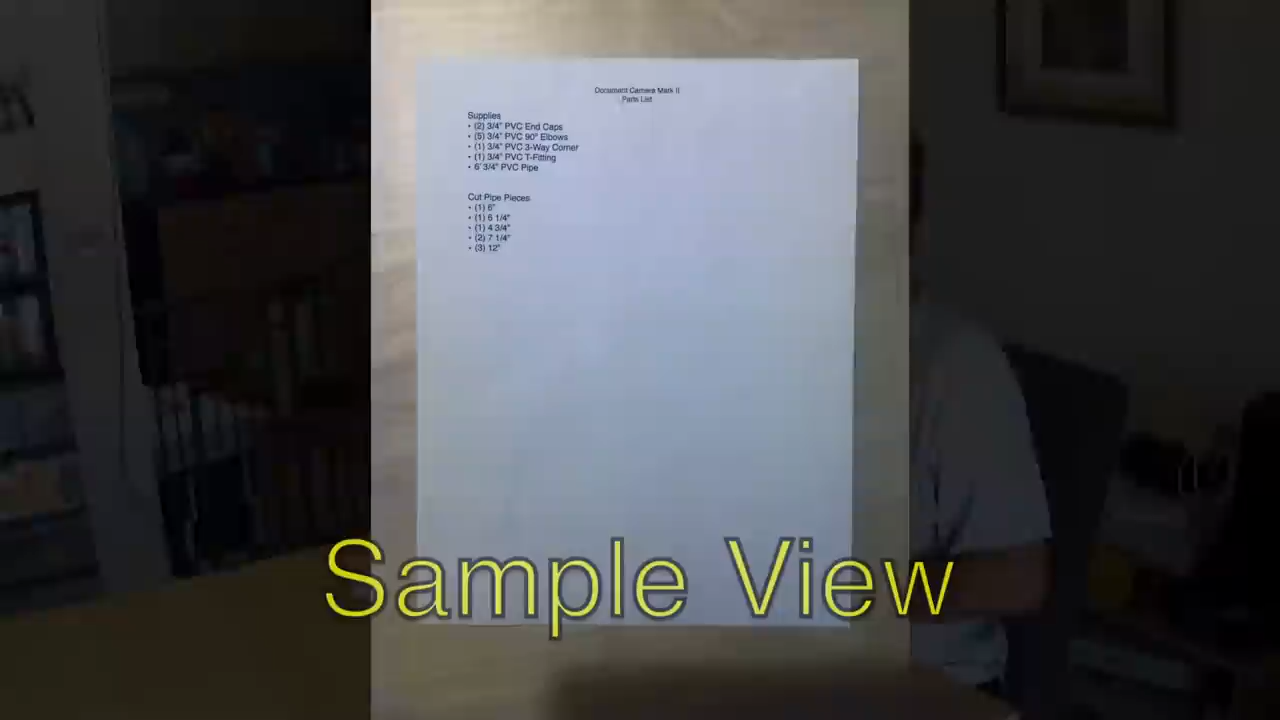 Document Camera Mark II
Parts List
Supplies
• (2) 3/4" PVC End Caps
• (5) 3/4" PVC 90° Elbows
• (1) 3/4" PVC 3-Way Corner
• (1) 3/4" PVC T-Fitting
• 6' 3/4" PVC Pipe
Cut Pipe Pieces
• (1) 6"
• (1) 6 1/4"
• (1) 4 3/4"
• (2) 7 1/4"
• (3) 12"
Sample View